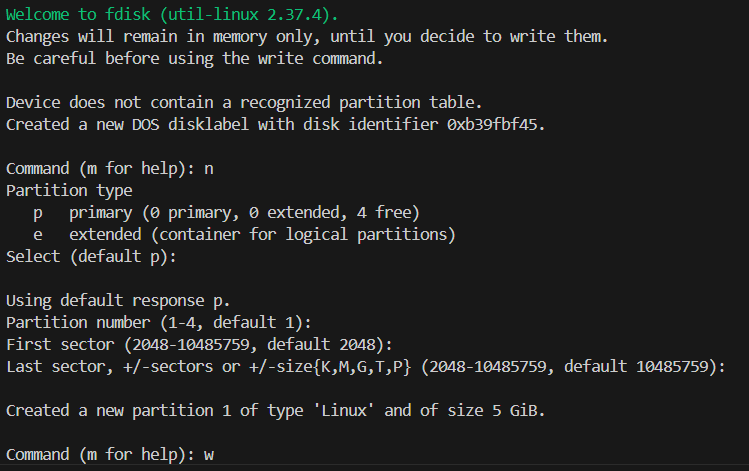 Welcome to fdisk (util-linux 2.37.4).
Changes will remain in memory only, until you decide to write them.
Be careful before using the write command.

Device does not contain a recognized partition table.
Created a new DOS disklabel with disk identifier 0xb39fbf45.

Command (m for help): n
Partition type
   p   primary (0 primary, 0 extended, 4 free)
   e   extended (container for logical partitions)
Select (default p):

Using default response p.
Partition number (1-4, default 1):
First sector (2048-10485759, default 2048):
Last sector, +/-sectors or +/-size{K,M,G,T,P} (2048-10485759, default 10485759):

Created a new partition 1 of type 'Linux' and of size 5 GiB.

Command (m for help): w